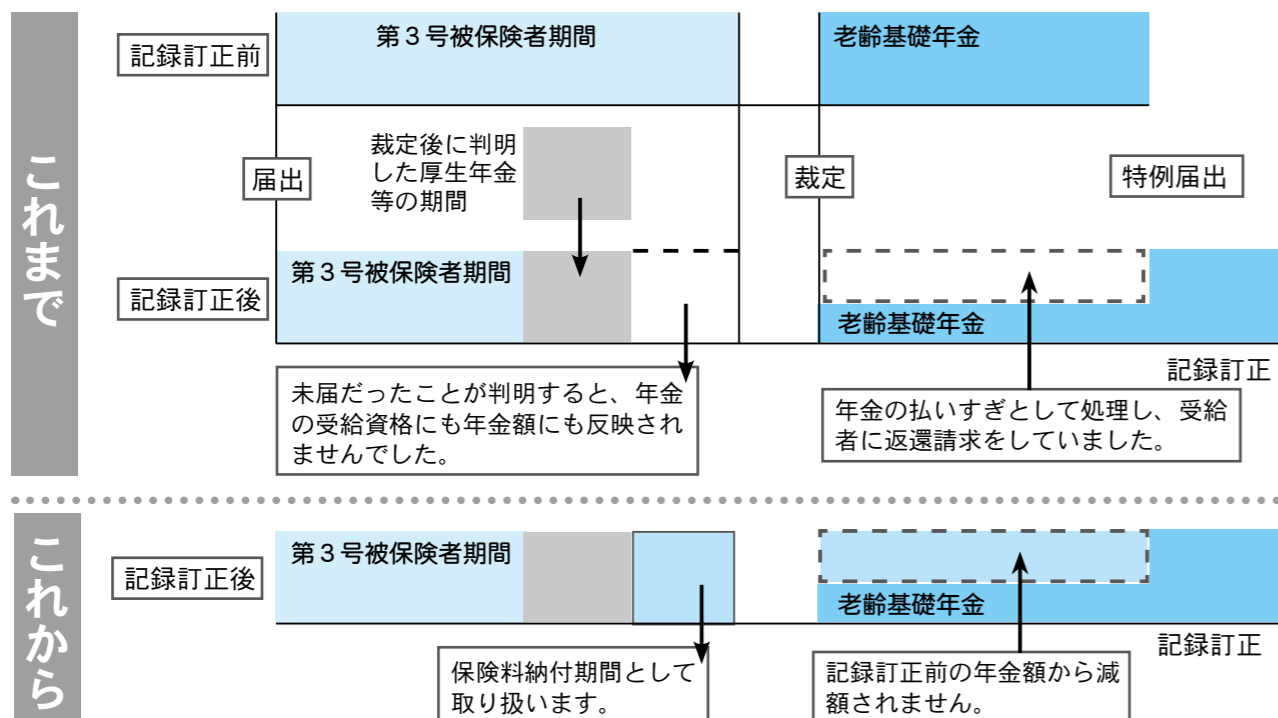 これまで
記録訂正前
第３号被保険者期間
老齢基礎年金
届出
裁定後に判明
した厚生年金
等の期間
裁定
特例届出
記録訂正後
第３号被保険者期間
老齢基礎年金
記録訂正
未届だったことが判明すると、年金
の受給資格にも年金額にも反映され
ませんでした。
年金の払いすぎとして処理し、受給
者に返還請求をしていました。
これから
記録訂正後
第３号被保険者期間
老齢基礎年金
記録訂正
保険料納付期間として
取り扱います。
記録訂正前の年金額から減
額されません。